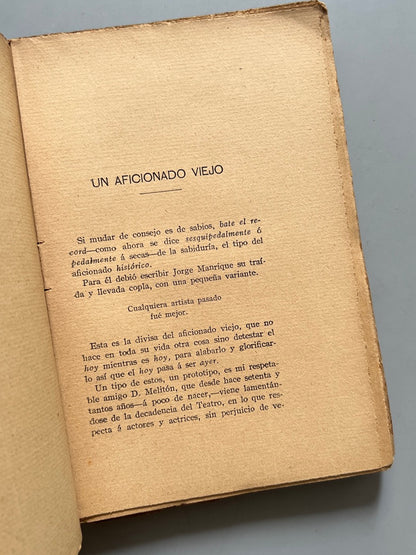 UN AFICIONADO VIEJO
Si mudar de consejo es de sabios, bate el re-
cord—como ahora se dice resquipedalmente ó
pedalmente á secas—de la sabiduría, el tipo del
aficionado histórico.
Para él debió escribir Jorge Manrique su traí-
da y llevada copla, con una pequeña variante.
Cualquiera artista pasado
fué mejor.
Esta es la divisa del aficionado viejo, que no
hace en toda su vida otra cosa sino detestar el
hoy mientras es hoy, para alabarlo y glorificar-
lo así que el hoy pasa á ser ayer.
Un tipo de estos, un prototipo, es mi respeta-
ble amigo D. Melitón, que desde hace setenta y
tantos años—á poco de nacer,—viene lamentán-
dose de la decadencia del Teatro, en lo que res-
pecta á actores y actrices, sin perjuicio de ve-